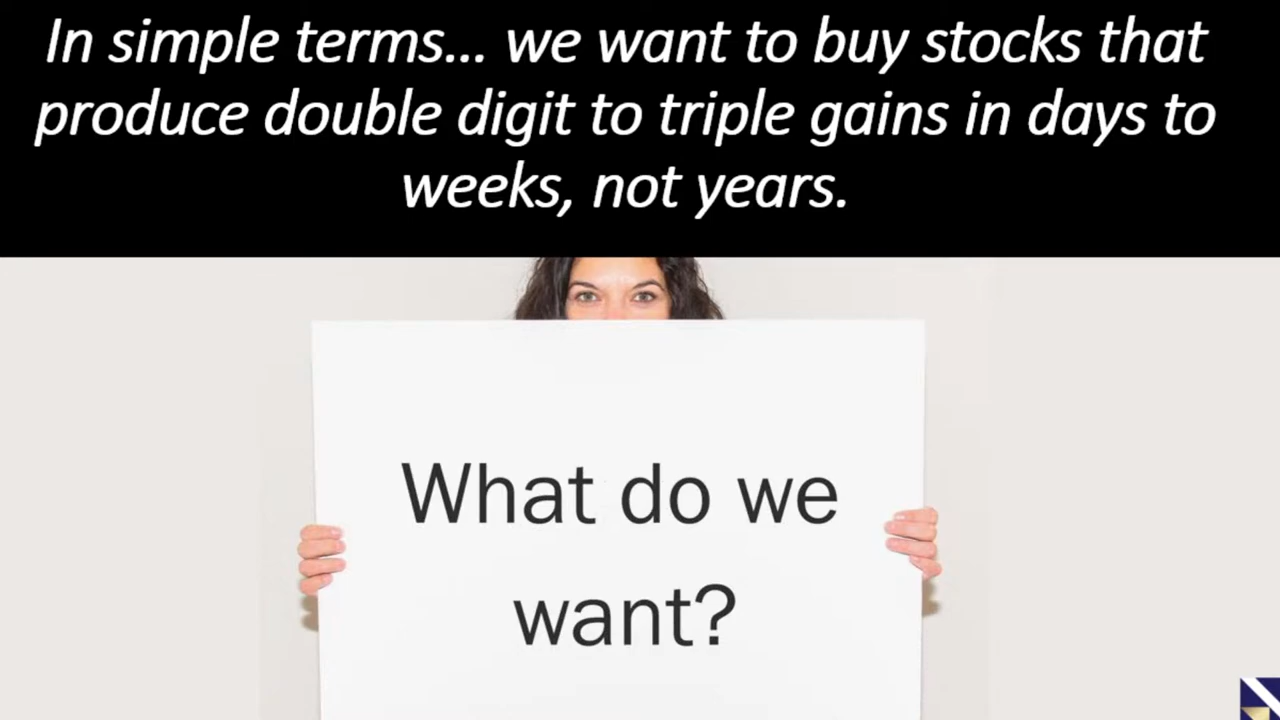 In simple terms... we want to buy stocks that
produce double digit to triple gains in days to
weeks, not years.
What do we
want?